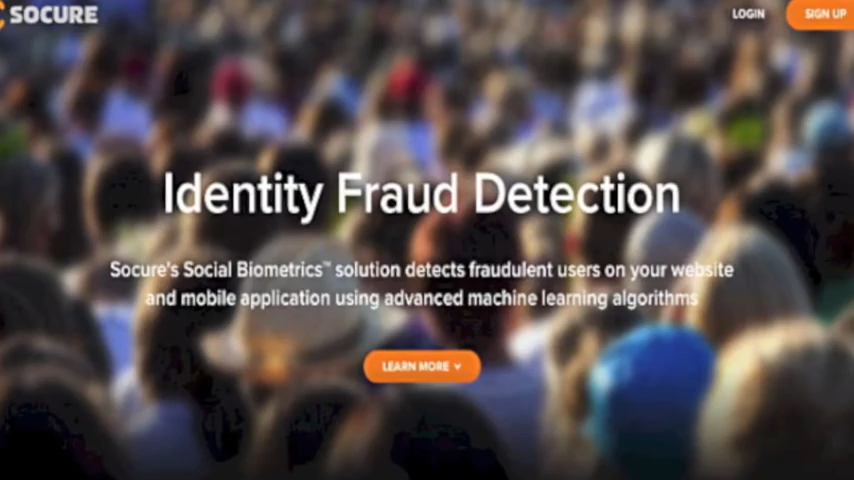 SOCURE
LOGIN
SIGN UP
Identity Fraud Detection
Socure's Social Biometrics™ solution detects fraudulent users on your website
and mobile application using advanced machine learning algorithms
LEARN MORE